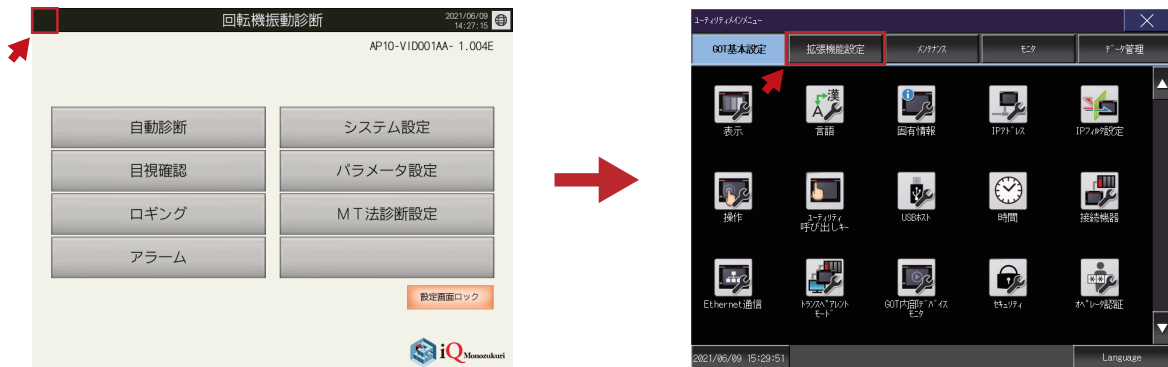 回転機振動診断
2021/06/09
14:27:15
AP10-VID001AA- 1.004E
自動診断
システム設定
目視確認
パラメータ設定
ロギング
MT法診断設定
アラーム
設定画面ロック
iQ Monozukuri
ユーティリティメインメニュー
GOT基本設定
拡張機能設定
メンテナンス
モニタ
データ管理
表示
言語
固有情報
IPアドレス
IPフィルタ設定
操作
ユーティリティ
呼び出しキー
USBホスト
時間
接続機器
Ethernet通信
トランスペアレント
モード
GOT内部デバイス
モニタ
セキュリティ
オペレータ認証
2021/06/09 15:29:51
Language